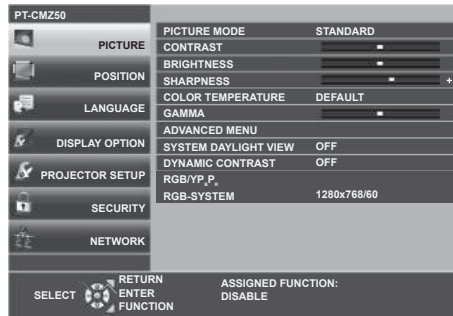 PT-CMZ50
PICTURE
POSITION
LANGUAGE
DISPLAY OPTION
PROJECTOR SETUP
SECURITY
NETWORK
PICTURE MODE STANDARD
CONTRAST
BRIGHTNESS
SHARPNESS +
COLOR TEMPERATURE DEFAULT
GAMMA
ADVANCED MENU
SYSTEM DAYLIGHT VIEW OFF
DYNAMIC CONTRAST OFF
RGB/YPBPR
RGB-SYSTEM 1280x768/60
SELECT
RETURN
ENTER
FUNCTION
ASSIGNED FUNCTION:
DISABLE